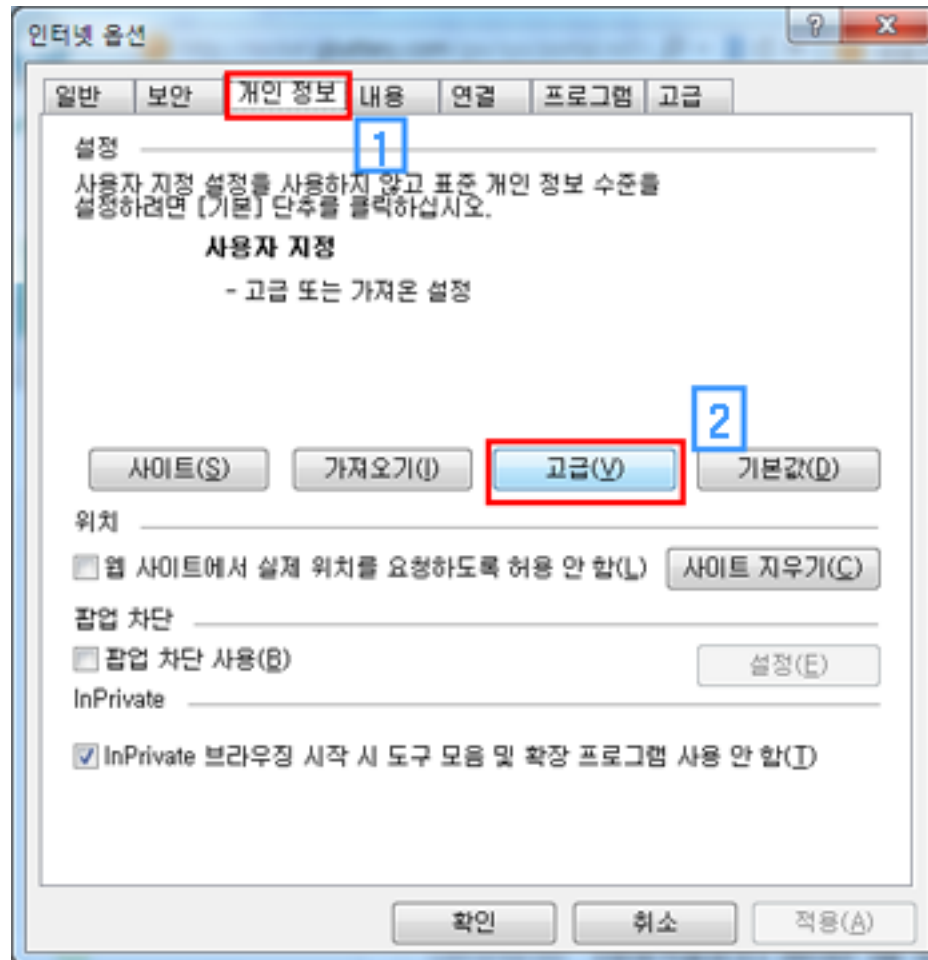 인터넷 옵션
일반 보안 개인 정보 내용 연결 프로그램 고급
1
설정
사용자 지정 설정을 사용하지 않고 표준 개인 정보 수준을
설정하려면 [기본] 단추를 클릭하십시오.
사용자 지정
- 고급 또는 가져온 설정
2
사이트(S) 가져오기(I) 고급(V) 기본값(D)
위치
웹 사이트에서 실제 위치를 요청하도록 허용 안 함(L) 사이트 지우기(C)
팝업 차단
팝업 차단 사용(B) 설정(E)
InPrivate
InPrivate 브라우징 시작 시 도구 모음 및 확장 프로그램 사용 안 함(T)
확인 취소 적용(A)